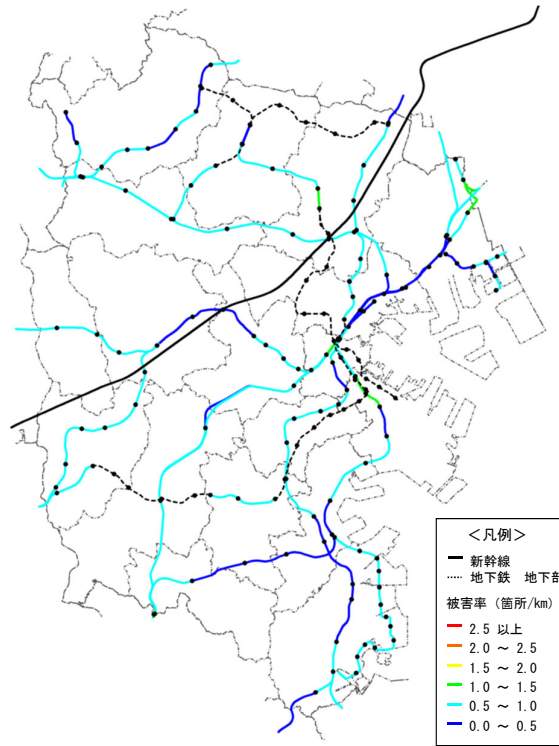 <凡例>
新幹線
地下鉄 地下部
被害率 (箇所/km)
2.5 以上
2.0 ～ 2.5
1.5 ～ 2.0
1.0 ～ 1.5
0.5 ～ 1.0
0.0 ～ 0.5